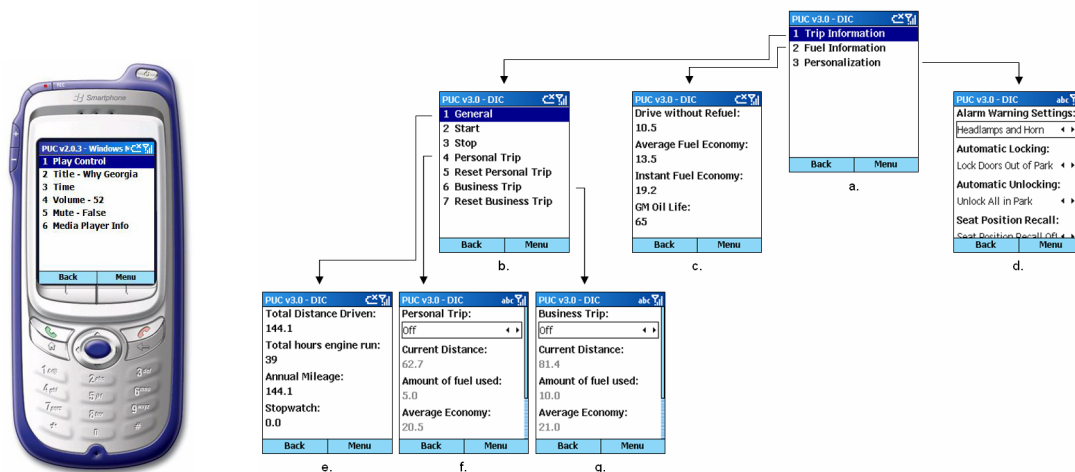 Smartphone
PUC v2.0.3 - Windows
1 Play Control
2 Title - Why Georgia
3 Time
4 Volume - 52
5 Mute - False
6 Media Player Info
Back Menu
PUC v3.0 - DIC
1 Trip Information
2 Fuel Information
3 Personalization
Back Menu
a.
PUC v3.0 - DIC
1 General
2 Start
3 Stop
4 Personal Trip
5 Reset Personal Trip
6 Business Trip
7 Reset Business Trip
Back Menu
b.
PUC v3.0 - DIC
Drive without Refuel:
10.5
Average Fuel Economy:
13.5
Instant Fuel Economy:
19.2
GM Oil Life:
65
Back Menu
c.
PUC v3.0 - DIC abc
Alarm Warning Settings:
Headlamps and Horn
Automatic Locking:
Lock Doors Out of Park
Automatic Unlocking:
Unlock All in Park
Seat Position Recall:
Seat Position Recall Off
Back Menu
d.
PUC v3.0 - DIC
Total Distance Driven:
144.1
Total hours engine run:
39
Annual Mileage:
144.1
Stopwatch:
0.0
Back Menu
e.
PUC v3.0 - DIC abc
Personal Trip:
Off
Current Distance:
62.7
Amount of fuel used:
5.0
Average Economy:
20.5
Back Menu
f.
PUC v3.0 - DIC abc
Business Trip:
Off
Current Distance:
81.4
Amount of fuel used:
10.0
Average Economy:
21.0
Back Menu
g.